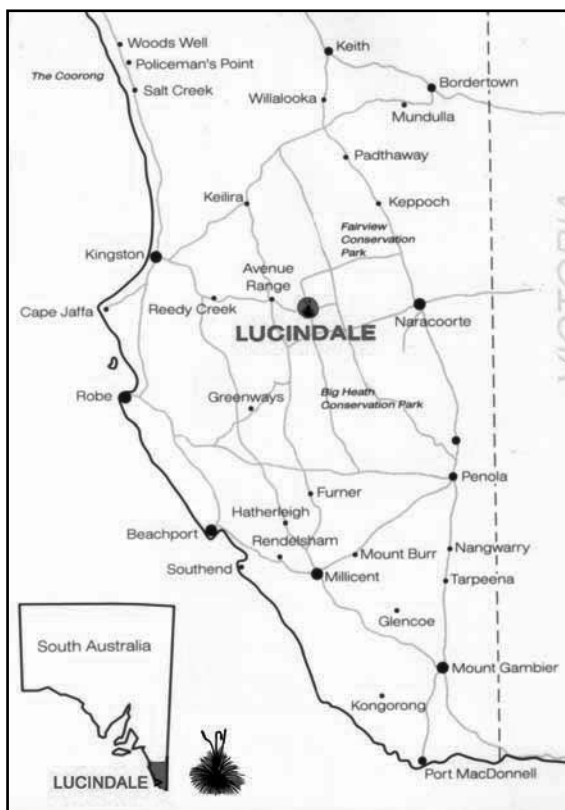 Woods Well
Keith
Policeman's Point
The Coorong
Bordertown
Salt Creek
Willalooka
Mundulla
Padthaway
Keilira
Keppoch
Fairview
Conservation
Park
VICTORIA
Kingston
Avenue
Range
Cape Jaffa
Reedy Creek
Naracoorte
LUCINDALE
Robe
Greenways
Big Heath
Conservation Park
Penola
Furner
Hatherleigh
Beachport
Rendelsham
Mount Burr
Nangwarry
Southend
Millicent
Tarpeena
Glencoe
South Australia
Mount Gambier
Kongorong
LUCINDALE
Port MacDonnell